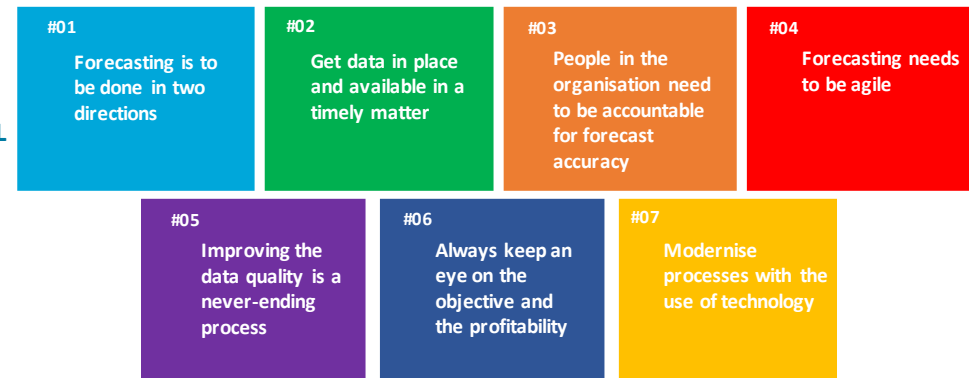 #01
Forecasting is to
be done in two
directions
#02
Get data in place
and available in a
timely matter
#03
People in the
organisation need
to be accountable
for forecast
accuracy
#04
Forecasting needs
to be agile
#05
Improving the
data quality is a
never-ending
process
#06
Always keep an
eye on the
objective and
the profitability
#07
Modernise
processes with the
use of technology